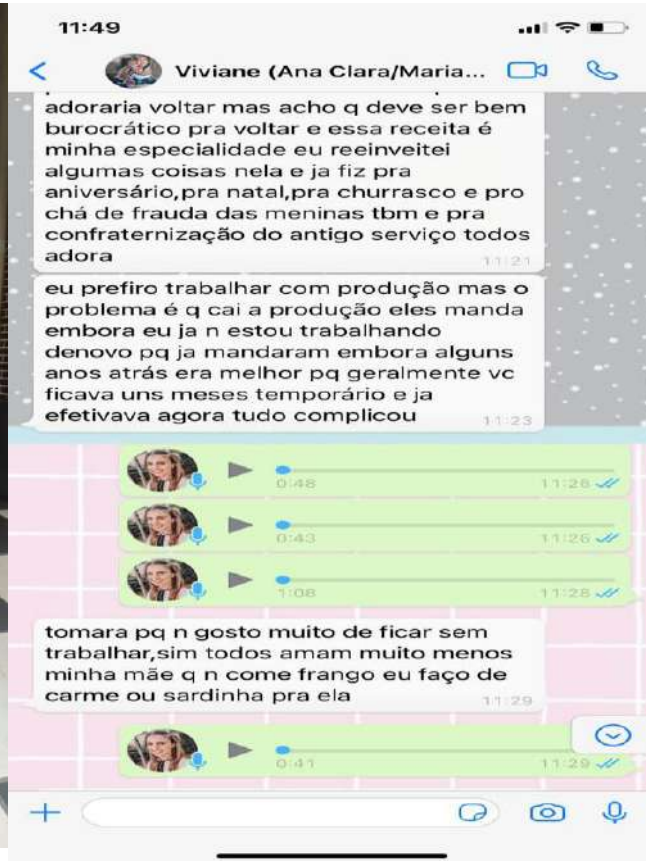 11:49
Viviane (Ana Clara/Maria...
adoraria voltar mas acho q deve ser bem
burocrático pra voltar e essa receita é
minha especialidade eu reeinveitei
algumas coisas nela e ja fiz pra
aniversário,pra natal,pra churrasco e pro
chá de frauda das meninas tbm e pra
confraternização do antigo serviço todos
adora
11:21
eu prefiro trabalhar com produção mas o
problema é q cai a produção eles manda
embora eu ja n estou trabalhando
denovo pq ja mandaram embora alguns
anos atrás era melhor pq geralmente vc
ficava uns meses temporário e ja
efetivava agora tudo complicou
11:23
0:48 11:26
0:43 11:26
1:08 11:28
tomara pq n gosto muito de ficar sem
trabalhar,sim todos amam muito menos
minha mãe q n come frango eu faço de
carme ou sardinha pra ela
11:29
0:41 11:29